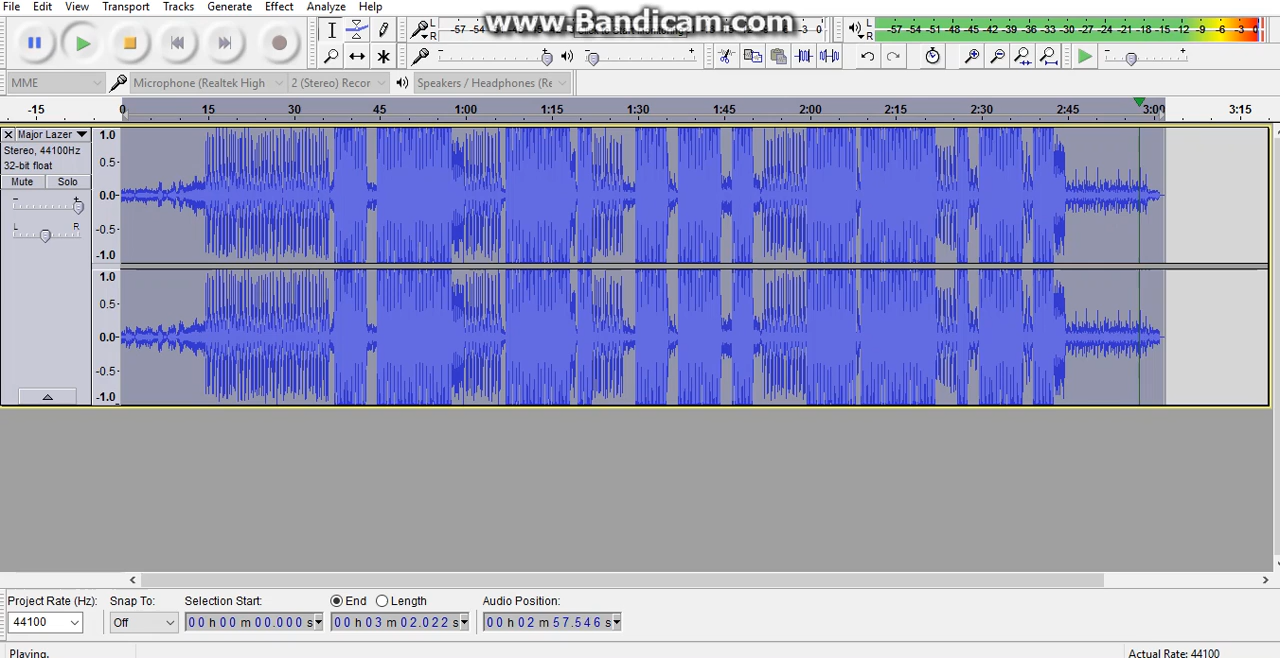 File Edit View Transport Tracks Generate Effect Analyze Help
www.Bandicam.com
L R -57 -54 -3 0
L R -57 -54 -51 -48 -45 -42 -39 -36 -33 -30 -27 -24 -21 -18 -15 -12 -9 -6 -3 0
MME Microphone (Realtek High 2 (Stereo) Recor Speakers / Headphones (Re
-15 0 15 30 45 1:00 1:15 1:30 1:45 2:00 2:15 2:30 2:45 3:00 3:15
Major Lazer 1.0
Stereo, 44100Hz
32-bit float 0.5
Mute Solo
- + 0.0
L R -0.5
-1.0
1.0
0.5
0.0
-0.5
-1.0
Project Rate (Hz): Snap To: Selection Start: End Length Audio Position:
44100 Off 00 h 00 m 00.000 s 00 h 03 m 02.022 s 00 h 02 m 57.546 s
Playing. Actual Rate: 44100